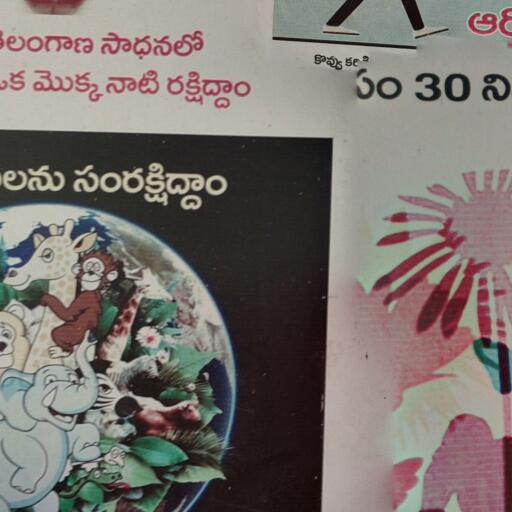 తెలంగాణ సాధనలో
ఒక మొక్క నాటి రక్షిద్దాం
లను సంరక్షిద్దాం
30 ని